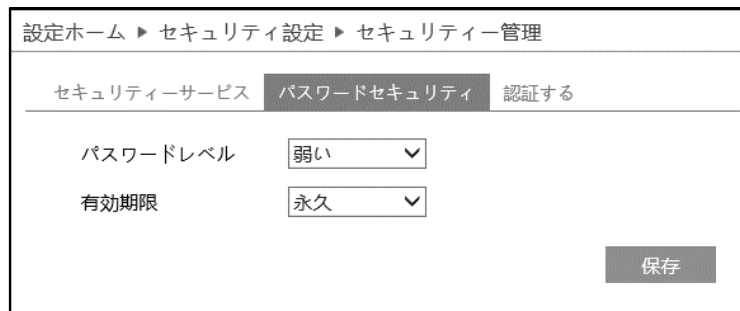 設定ホーム ▶ セキュリティ設定 ▶ セキュリティー管理
セキュリティーサービス パスワードセキュリティ 認証する
パスワードレベル 弱い
有効期限 永久
保存